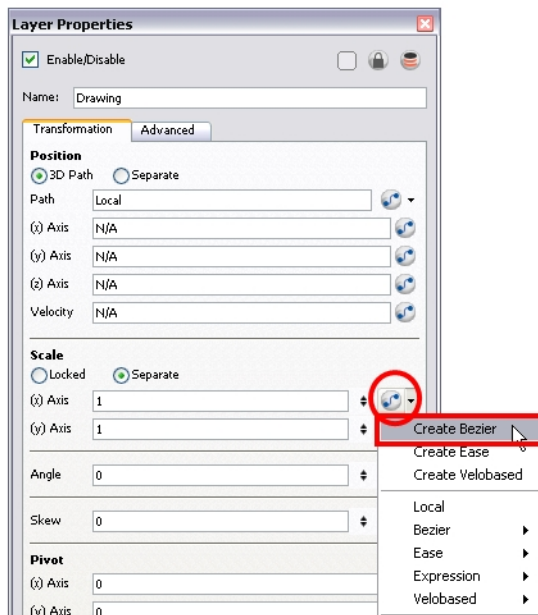 Layer Properties
Enable/Disable
Name: Drawing
Transformation Advanced
Position
3D Path Separate
Path Local
(x) Axis N/A
(y) Axis N/A
(z) Axis N/A
Velocity N/A
Scale
Locked Separate
(x) Axis 1
(y) Axis 1
Create Bezier
Create Ease
Create Velobased
Local
Bezier
Ease
Expression
Velobased
Angle 0
Skew 0
Pivot
(x) Axis 0
(y) Axis 0